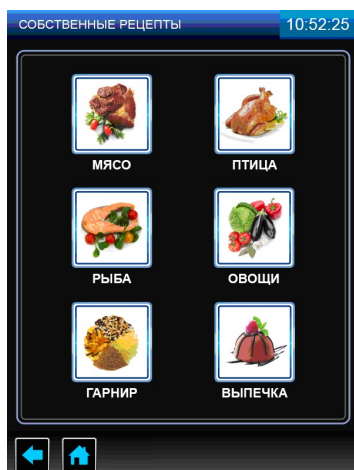 СОБСТВЕННЫЕ РЕЦЕПТЫ 10:52:25
МЯСО ПТИЦА
РЫБА ОВОЩИ
ГАРНИР ВЫПЕЧКА